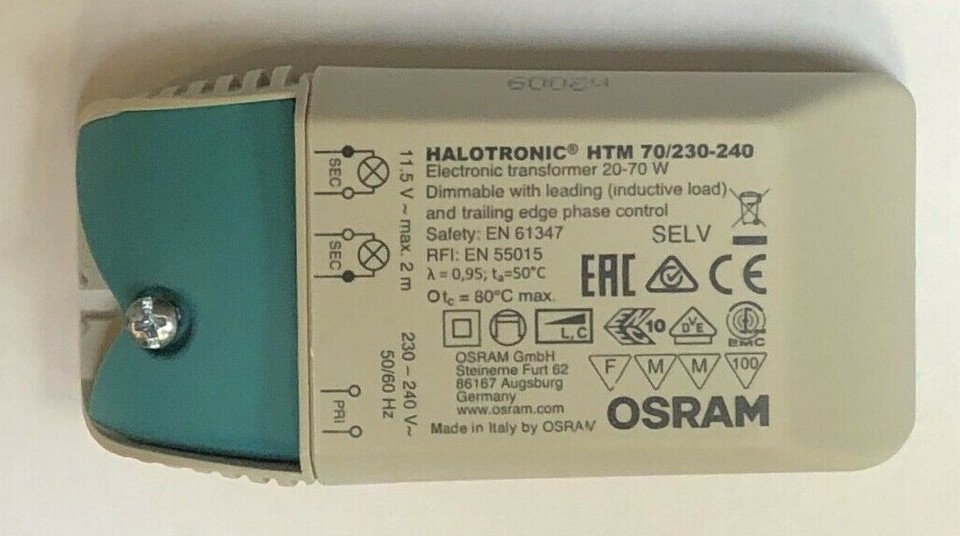 HALOTRONIC® HTM 70/230-240
Electronic transformer 20-70 W
Dimmable with leading (inductive load)
and trailing edge phase control
Safety: EN 61347
SELV
RFI: EN 55015
λ = 0,95; tₐ=50°C
tc = 80°C max.
EAC
CE
L,C
10
DVE
EMC
F
M
M
100
OSRAM GmbH
Steinerne Furt 62
86167 Augsburg
Germany
www.osram.com
Made in Italy by OSRAM
OSRAM
SEC
SEC
11.5 V ~ max. 2 m
PRI
230 – 240 V~
50/60 Hz